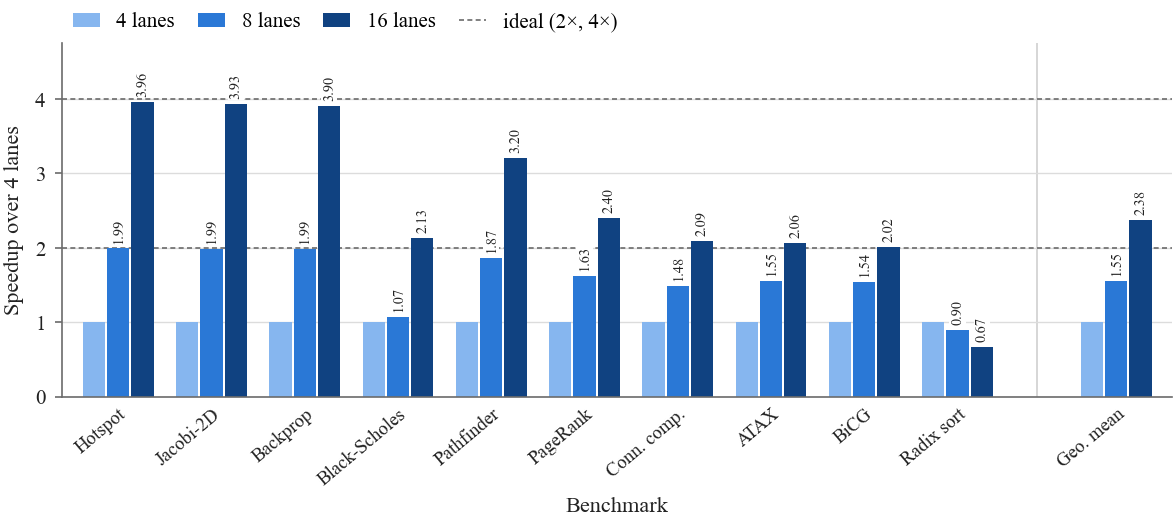 4 lanes 8 lanes 16 lanes ideal (2×, 4×)
Speedup over 4 lanes
4
3
2
1
0
1.99 3.96
1.99 3.93
1.99 3.90
1.07 2.13
1.87 3.20
1.63 2.40
1.48 2.09
1.55 2.06
1.54 2.02
0.90 0.67
1.55 2.38
Hotspot
Jacobi-2D
Backprop
Black-Scholes
Pathfinder
PageRank
Conn. comp.
ATAX
BiCG
Radix sort
Geo. mean
Benchmark